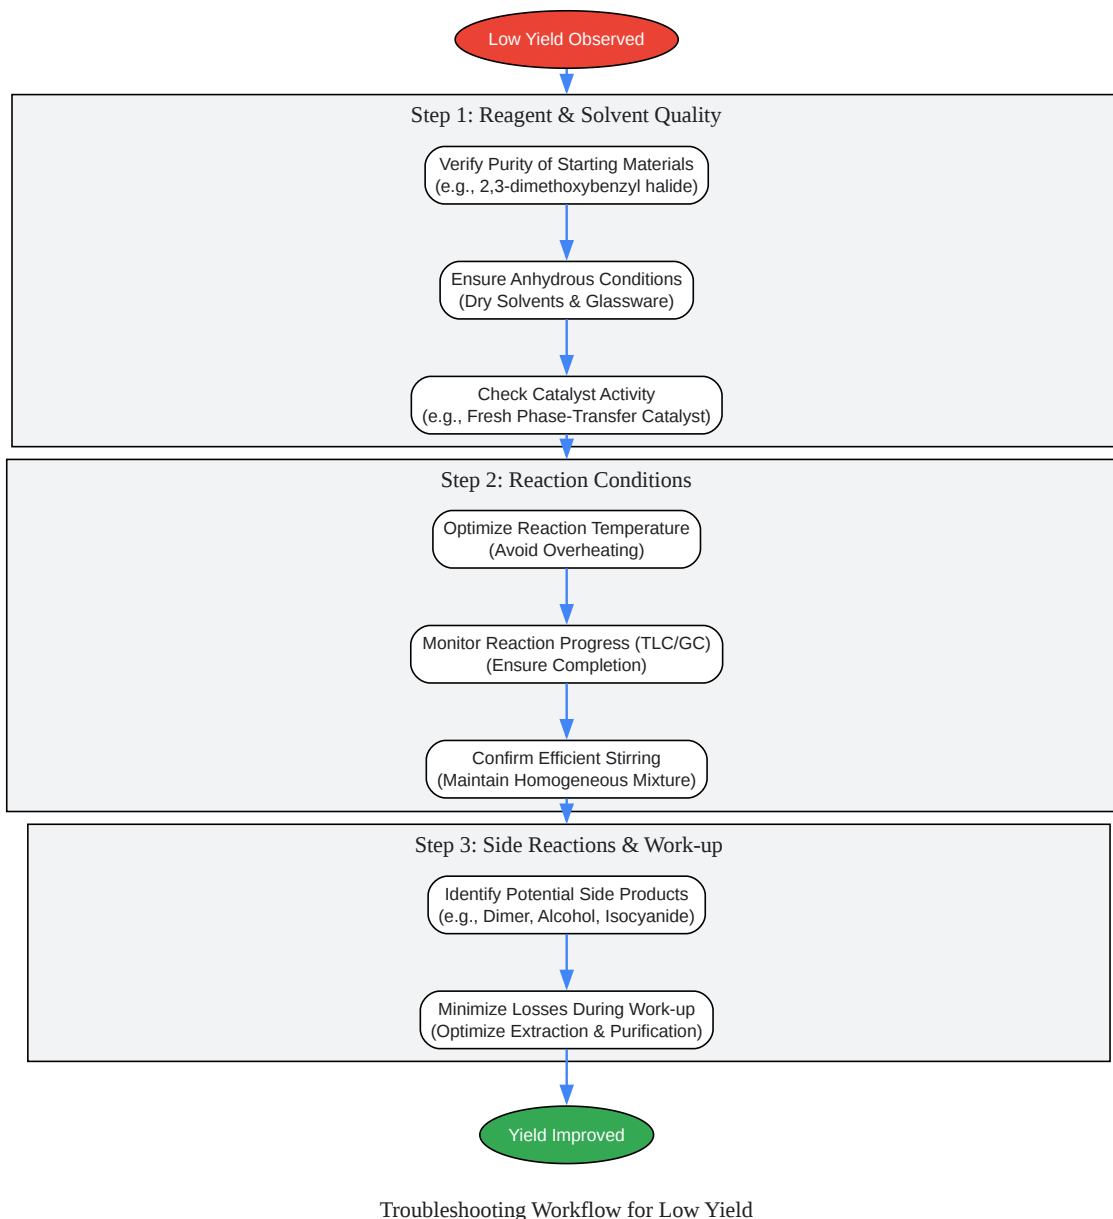 Low Yield Observed
Step 1: Reagent & Solvent Quality
Verify Purity of Starting Materials
(e.g., 2,3-dimethoxybenzyl halide)
Ensure Anhydrous Conditions
(Dry Solvents & Glassware)
Check Catalyst Activity
(e.g., Fresh Phase-Transfer Catalyst)
Step 2: Reaction Conditions
Optimize Reaction Temperature
(Avoid Overheating)
Monitor Reaction Progress (TLC/GC)
(Ensure Completion)
Confirm Efficient Stirring
(Maintain Homogeneous Mixture)
Step 3: Side Reactions & Work-up
Identify Potential Side Products
(e.g., Dimer, Alcohol, Isocyanide)
Minimize Losses During Work-up
(Optimize Extraction & Purification)
Yield Improved
Troubleshooting Workflow for Low Yield